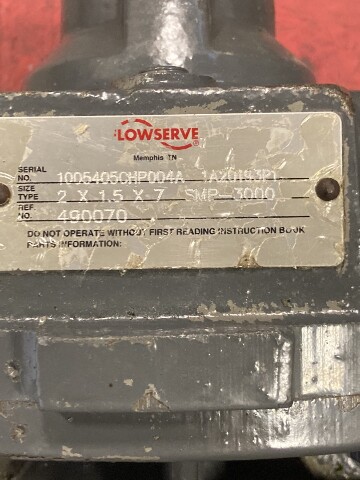 FLOWSERVE®
Memphis TN
SERIAL
NO. 1005405CHP004A
SIZE
TYPE 2 X 1.5 X 7 SMP-3000
REF
NO. 490070
DO NOT OPERATE WITHOUT FIRST READING INSTRUCTION BOOK
PARTS INFORMATION: